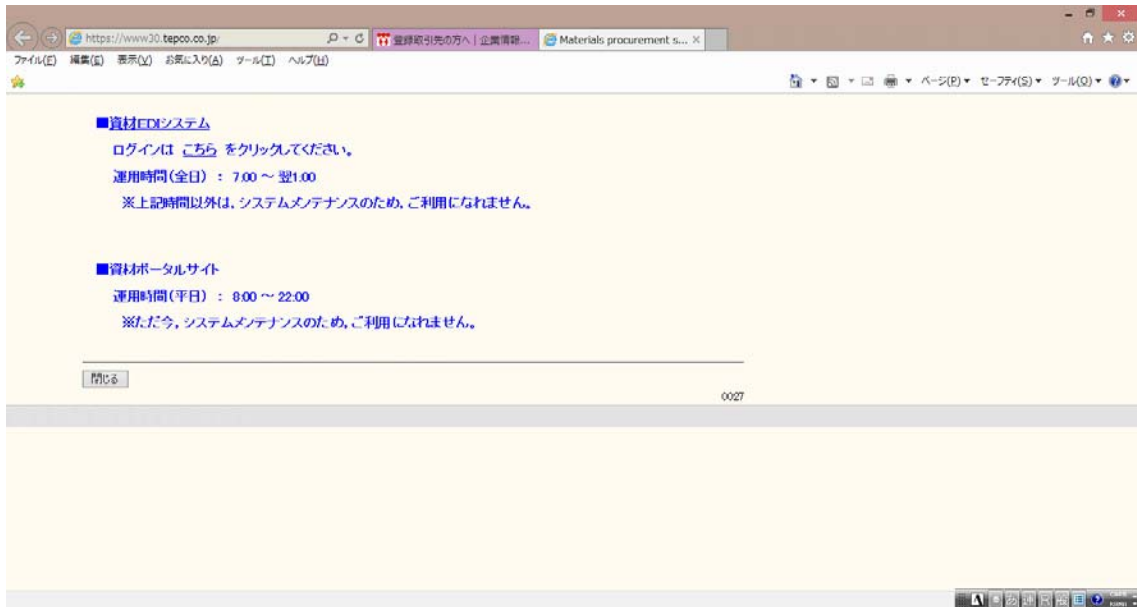 https://www30.tepco.co.jp/
登録取引先の方へ | 企業情報...
Materials procurement s...
ファイル(F) 編集(E) 表示(V) お気に入り(A) ツール(T) ヘルプ(H)
ページ(P) セーフティ(S) ツール(O)
■資材EDIシステム
ログインは こちら をクリックしてください。
運用時間(全日) : 7:00 ～ 翌1:00
※上記時間以外は, システムメンテナンスのため, ご利用になれません。
■資材ポータルサイト
運用時間(平日) : 8:00 ～ 22:00
※ただ今, システムメンテナンスのため, ご利用になれません。
閉じる
0027
あ 連 R